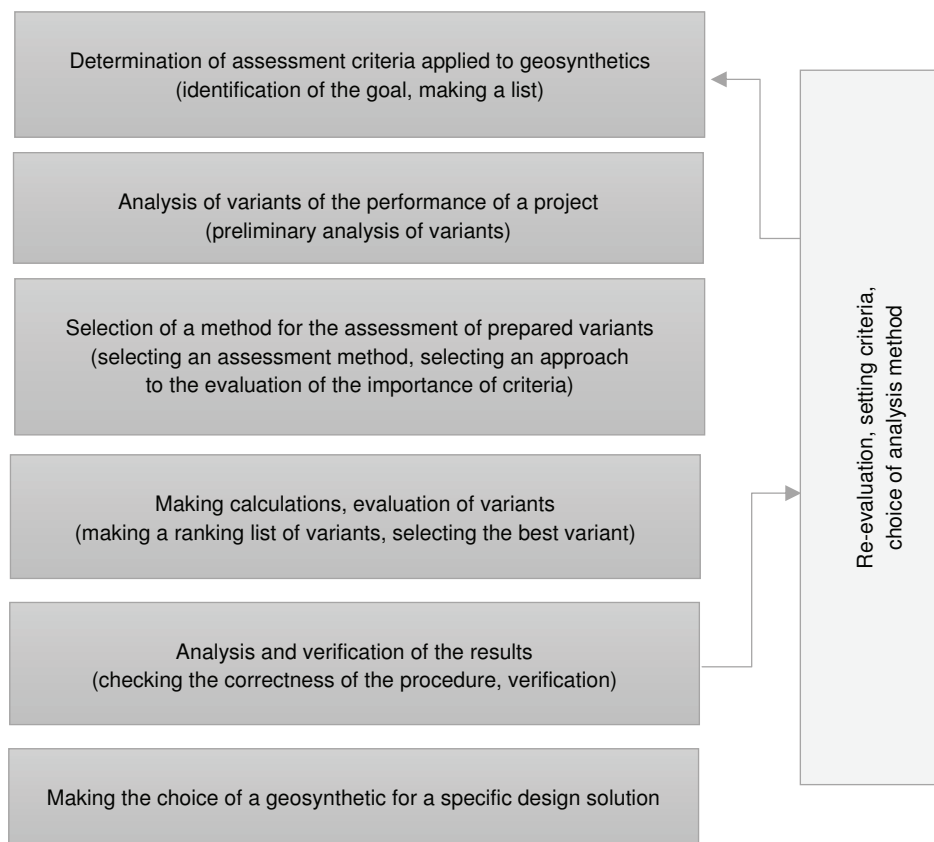 Determination of assessment criteria applied to geosynthetics
(identification of the goal, making a list)
Analysis of variants of the performance of a project
(preliminary analysis of variants)
Selection of a method for the assessment of prepared variants
(selecting an assessment method, selecting an approach
to the evaluation of the importance of criteria)
Making calculations, evaluation of variants
(making a ranking list of variants, selecting the best variant)
Analysis and verification of the results
(checking the correctness of the procedure, verification)
Making the choice of a geosynthetic for a specific design solution
Re-evaluation, setting criteria,
choice of analysis method